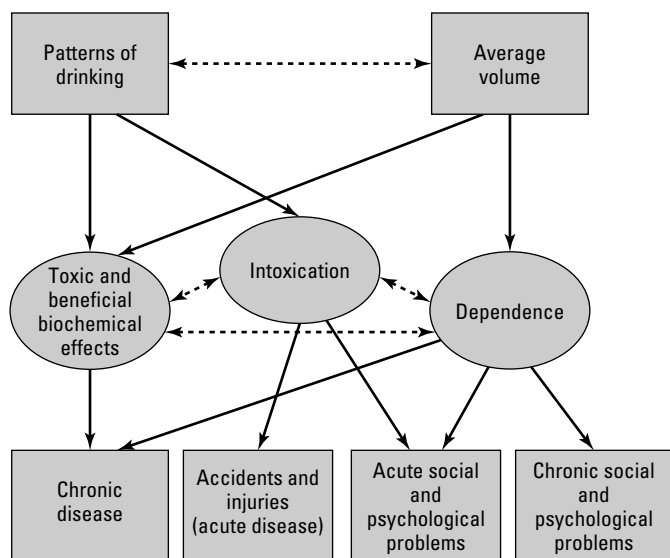 Patterns of
drinking
Average
volume
Toxic and
beneficial
biochemical
effects
Intoxication
Dependence
Chronic
disease
Accidents and
injuries
(acute disease)
Acute social
and
psychological
problems
Chronic social
and
psychological
problems